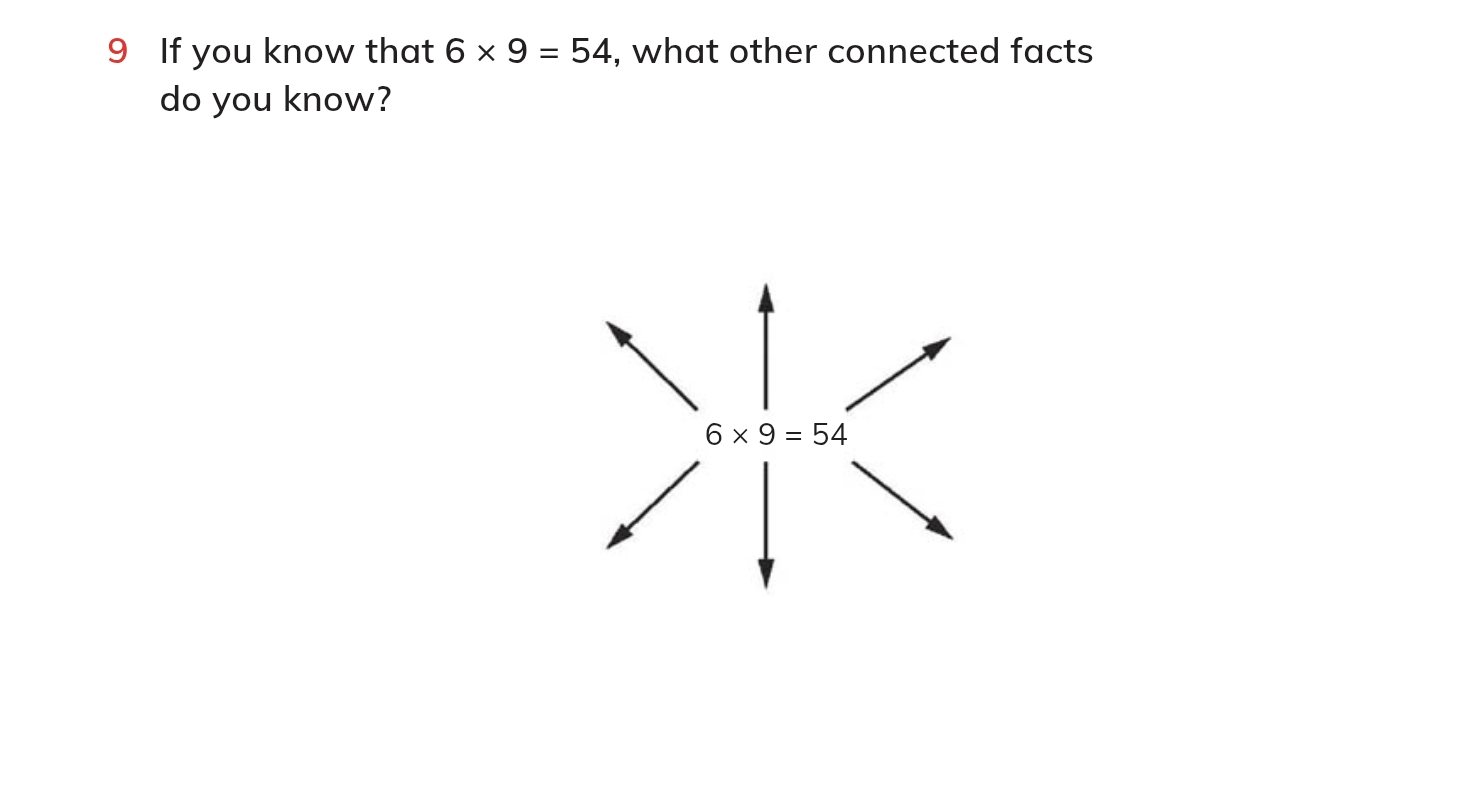 9 If you know that 6 × 9 = 54, what other connected facts
do you know?
6 × 9 = 54